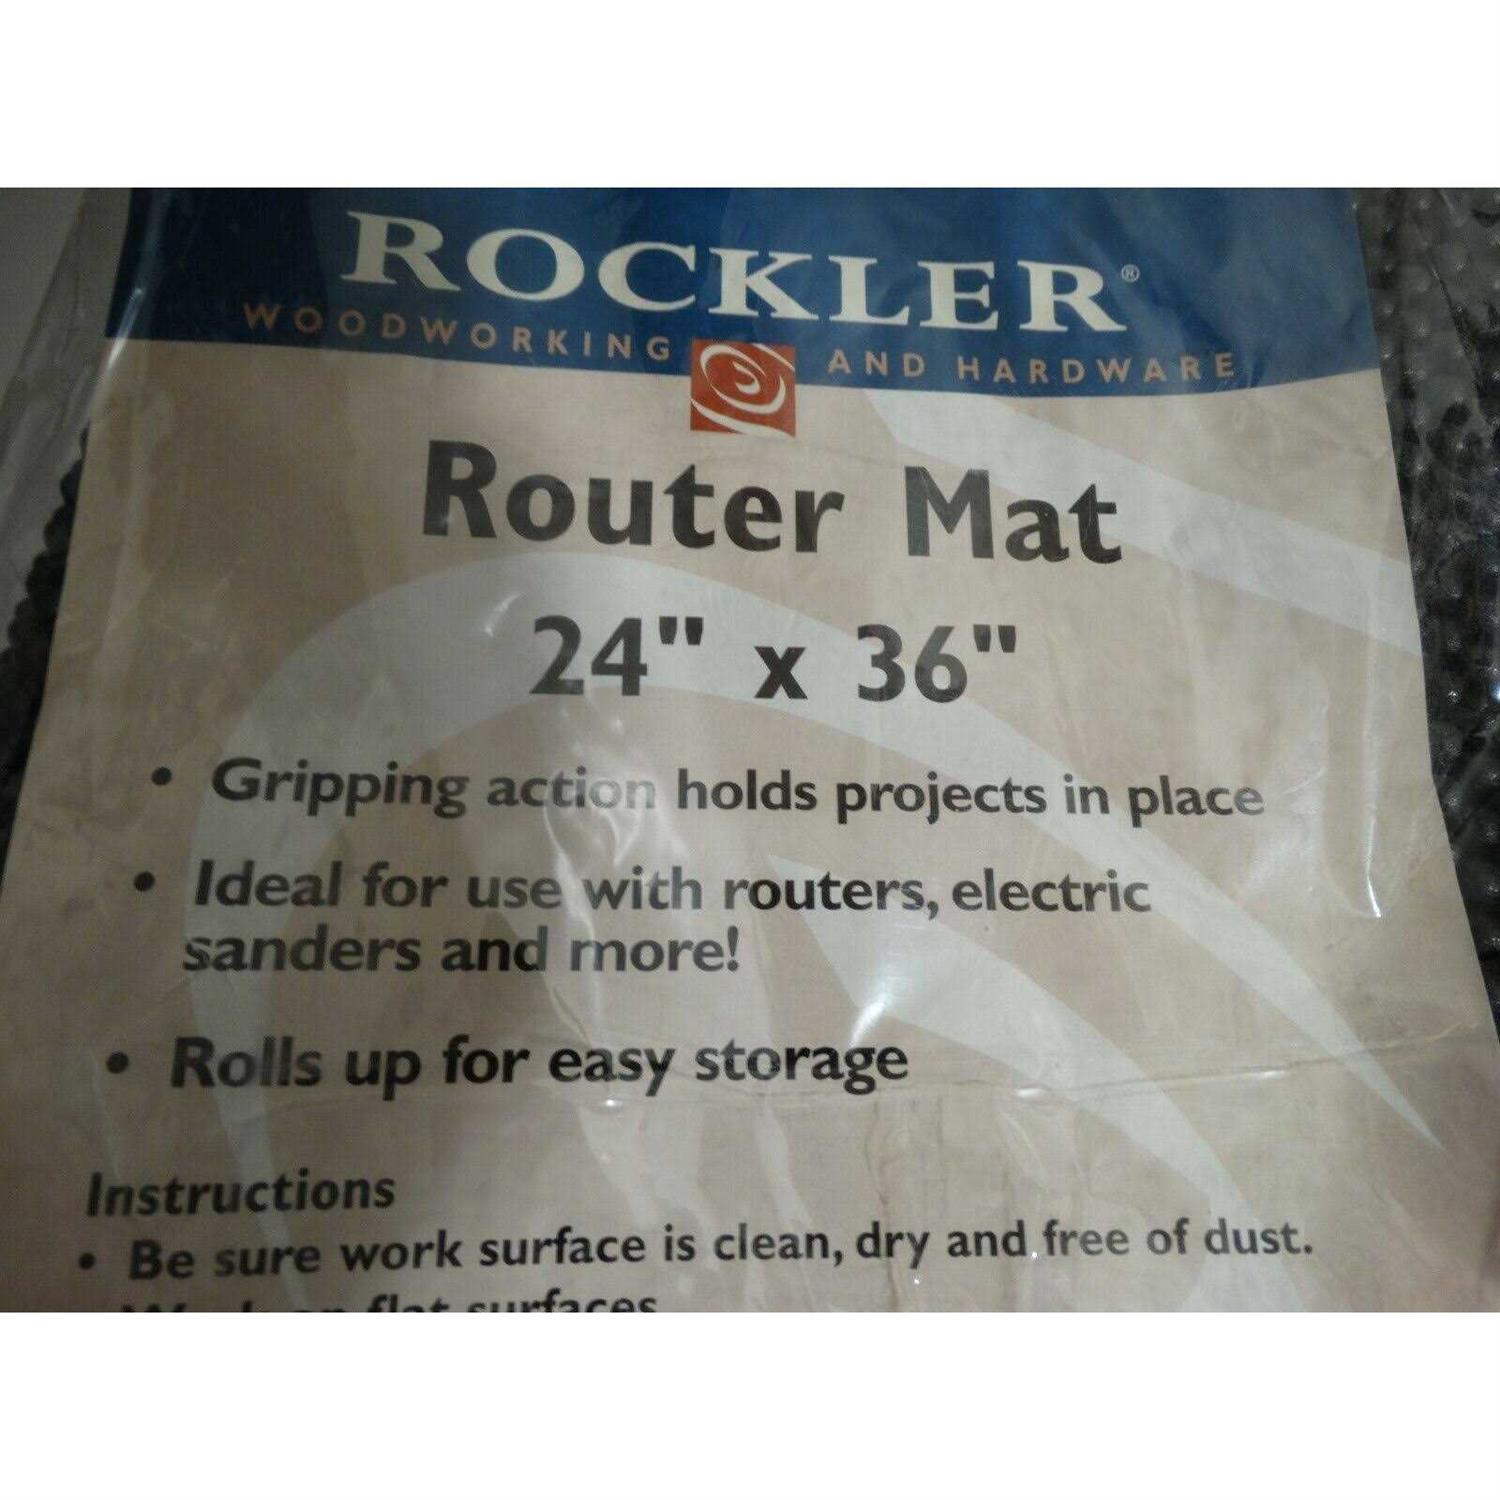 ROCKLER®
WOODWORKING AND HARDWARE
Router Mat
24" x 36"
• Gripping action holds projects in place
• Ideal for use with routers, electric
sanders and more!
• Rolls up for easy storage
Instructions
• Be sure work surface is clean, dry and free of dust.
flat surfaces